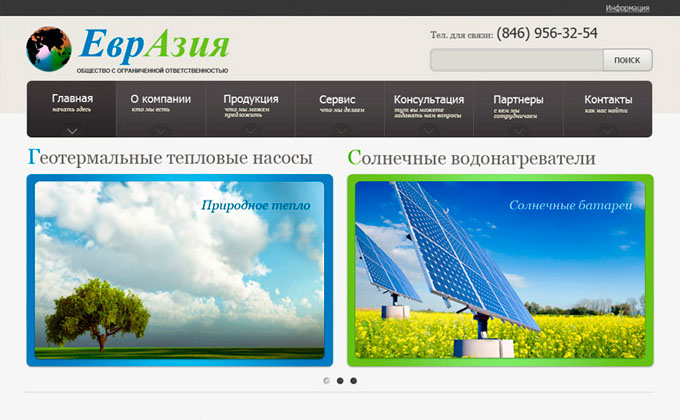 Информация
ЕврАзия
ОБЩЕСТВО С ОГРАНИЧЕННОЙ ОТВЕТСТВЕННОСТЬЮ
Тел. для связи: (846) 956-32-54
ПОИСК
Главная
начать здесь
О компании
кто мы есть
Продукция
что мы можем
предложить
Сервис
что мы делаем
Консультация
тут вы можете
задавать нам вопросы
Партнеры
с кем мы
сотрудничаем
Контакты
как нас найти
Геотермальные тепловые насосы
Солнечные водонагреватели
Природное тепло
Солнечные батареи